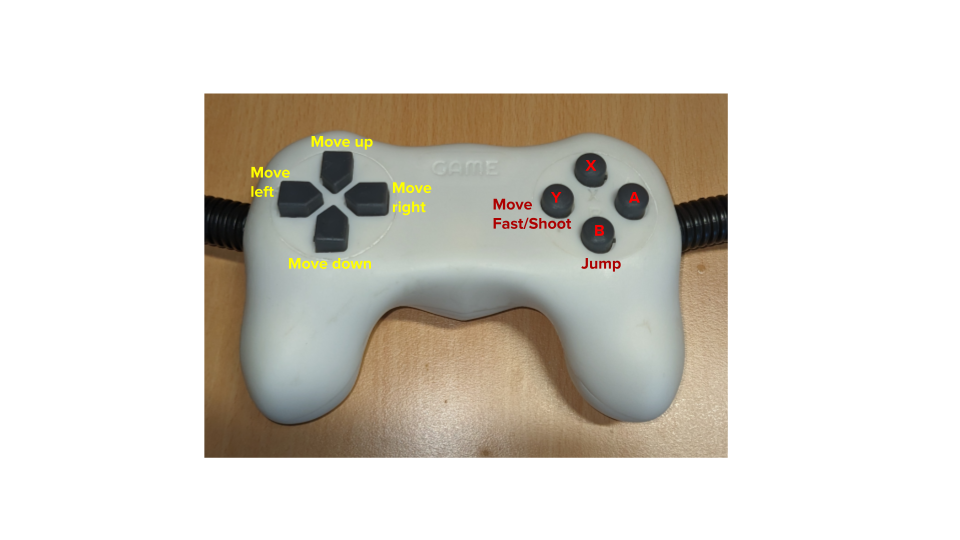 Move up
GAME
X
Move
left
Move
right
Y
A
Move
Fast/Shoot
B
Move down
Jump